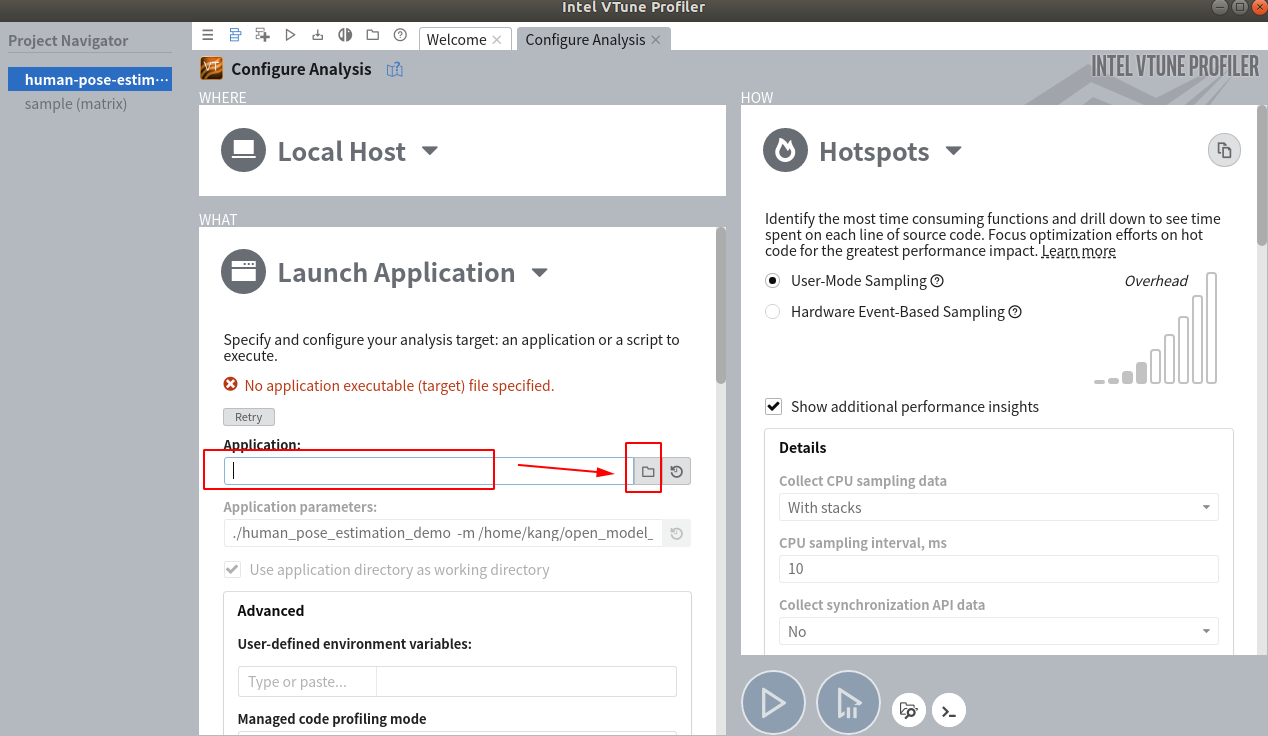 Intel VTune Profiler
Project Navigator
human-pose-estim···
sample (matrix)
Welcome
Configure Analysis
Configure Analysis
INTEL VTUNE PROFILER
WHERE
Local Host
WHAT
Launch Application
Specify and configure your analysis target: an application or a script to
execute.
No application executable (target) file specified.
Retry
Application:
Application parameters:
./human_pose_estimation_demo -m /home/kang/open_model_
Use application directory as working directory
Advanced
User-defined environment variables:
Type or paste...
Managed code profiling mode
HOW
Hotspots
Identify the most time consuming functions and drill down to see time
spent on each line of source code. Focus optimization efforts on hot
code for the greatest performance impact. Learn more
User-Mode Sampling
Overhead
Hardware Event-Based Sampling
Show additional performance insights
Details
Collect CPU sampling data
With stacks
CPU sampling interval, ms
10
Collect synchronization API data
No